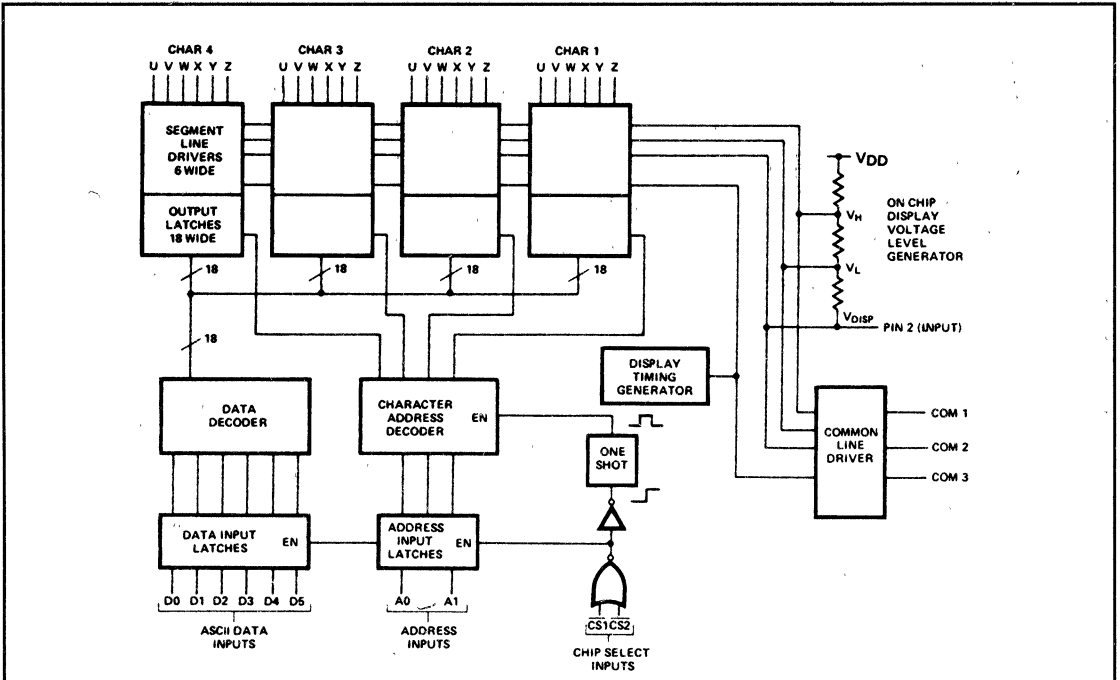 CHAR 4
U V W X Y Z
CHAR 3
U V W X Y Z
CHAR 2
U V W X Y Z
CHAR 1
U V W X Y Z
SEGMENT
LINE
DRIVERS
6 WIDE
OUTPUT
LATCHES
18 WIDE
18
18
18
18
18
VDD
VH
VL
VDISP
ON CHIP
DISPLAY
VOLTAGE
LEVEL
GENERATOR
PIN 2 (INPUT)
DISPLAY
TIMING
GENERATOR
DATA
DECODER
CHARACTER
ADDRESS
DECODER
EN
ONE
SHOT
COMMON
LINE
DRIVER
COM 1
COM 2
COM 3
DATA INPUT
LATCHES
EN
ADDRESS
INPUT
LATCHES
EN
D0 D1 D2 D3 D4 D5
ASCII DATA
INPUTS
A0 A1
ADDRESS
INPUTS
CS1 CS2
CHIP SELECT
INPUTS